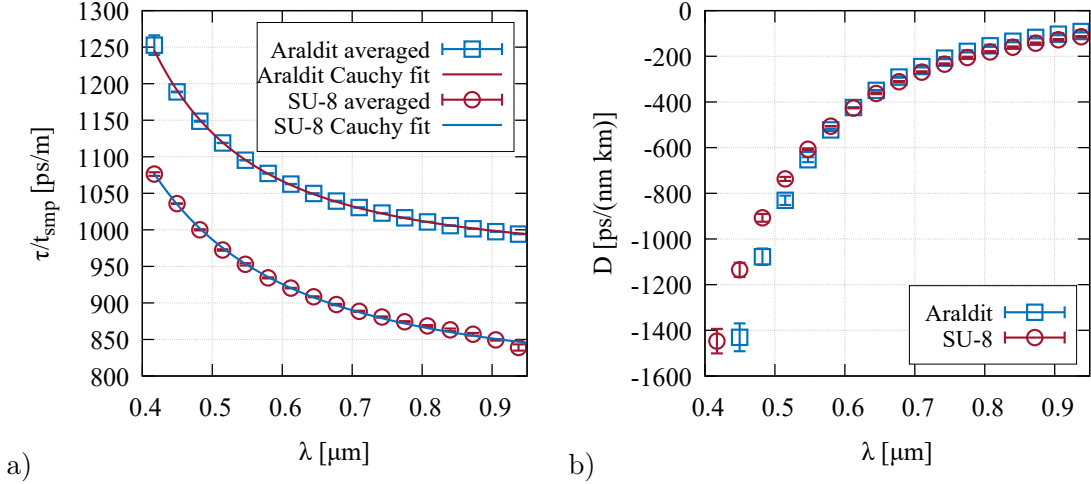 1300
1250
1200
1150
1100
1050
1000
950
900
850
800
0.4 0.5 0.6 0.7 0.8 0.9
τ/t_smp [ps/m]
λ [μm]
Araldit averaged
Araldit Cauchy fit
SU-8 averaged
SU-8 Cauchy fit
a)
0
-200
-400
-600
-800
-1000
-1200
-1400
-1600
0.4 0.5 0.6 0.7 0.8 0.9
D [ps/(nm km)]
λ [μm]
Araldit
SU-8
b)